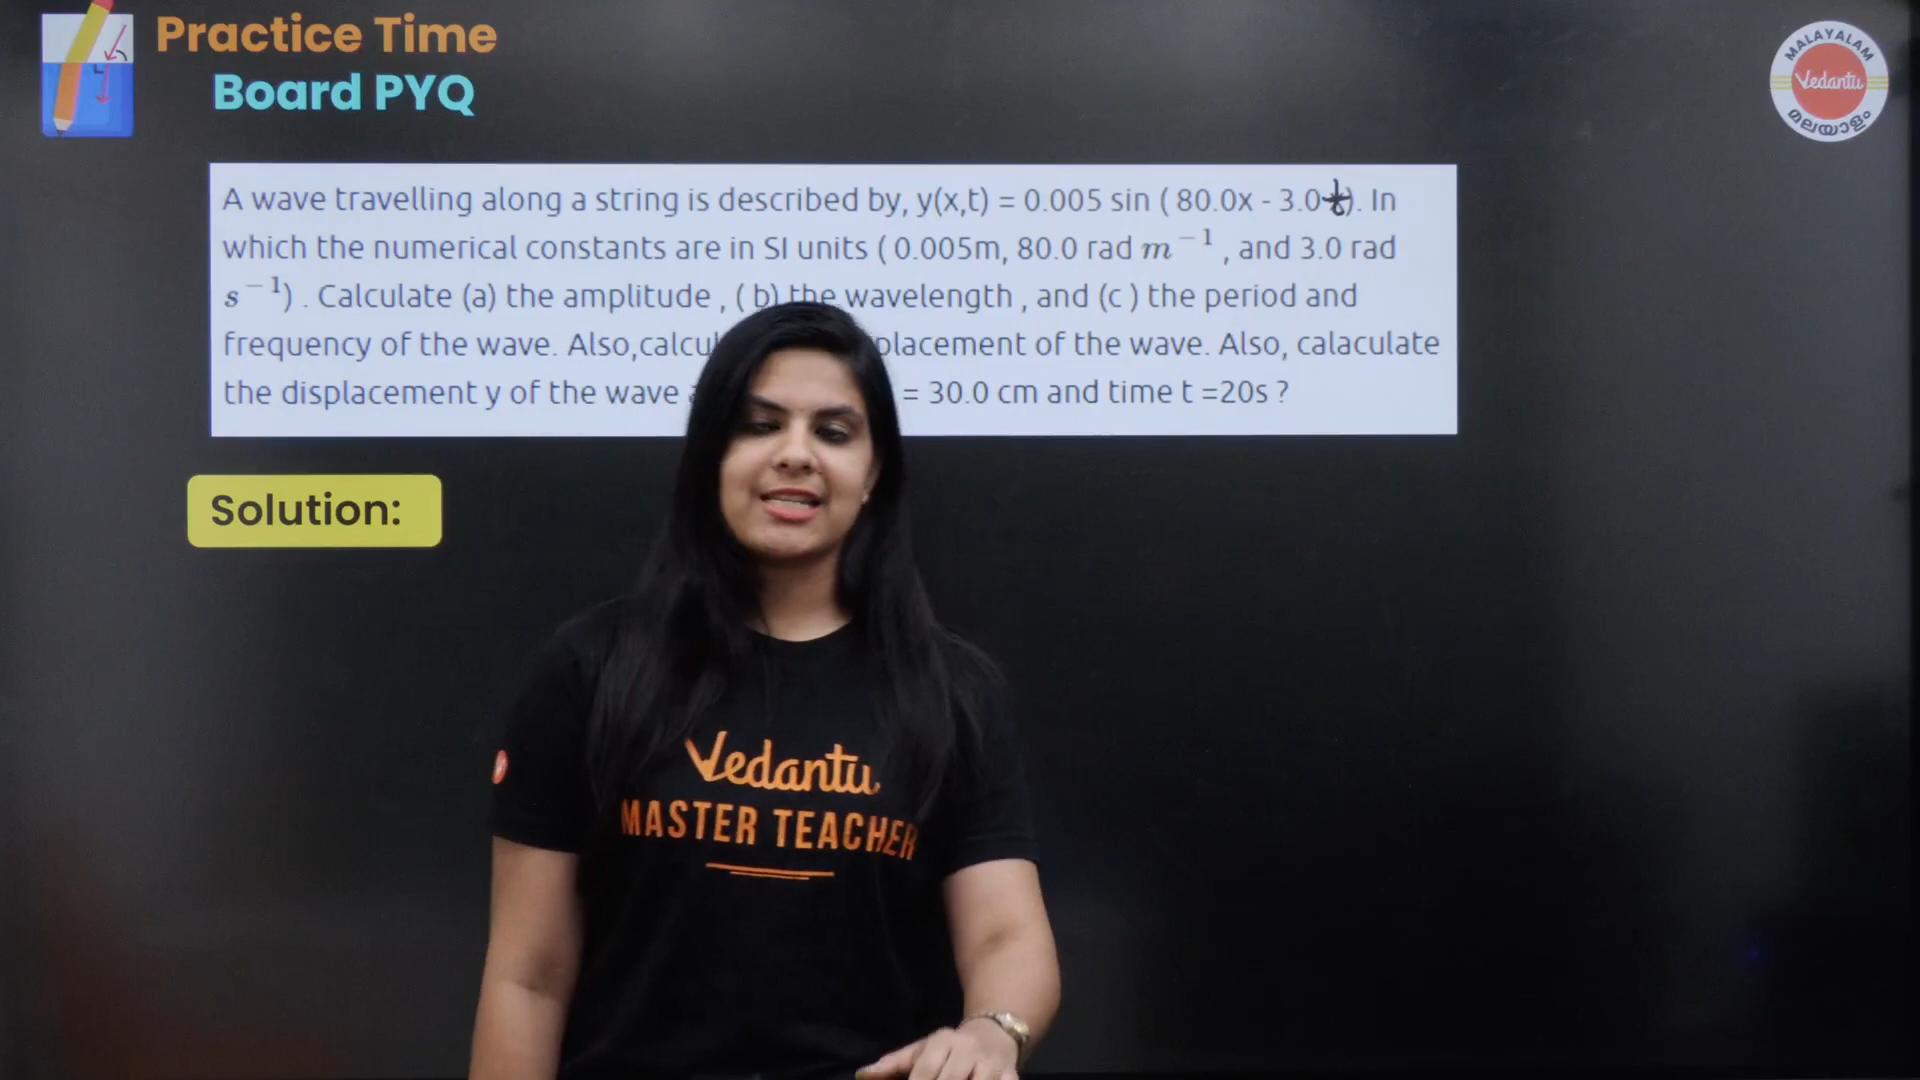 Practice Time
Board PYQ
MALAYALAM
Vedantu
മലയാളം
A wave travelling along a string is described by, y(x,t) = 0.005 sin ( 80.0x - 3.0 t). In
which the numerical constants are in SI units ( 0.005m, 80.0 rad m⁻¹ , and 3.0 rad
s⁻¹) . Calculate (a) the amplitude , ( b) the wavelength , and (c ) the period and
frequency of the wave. Also, of the wave. Also, calaculate
the displacement y of the wave = 30.0 cm and time t =20s ?
Solution:
Vedantu
MASTER TEACHER